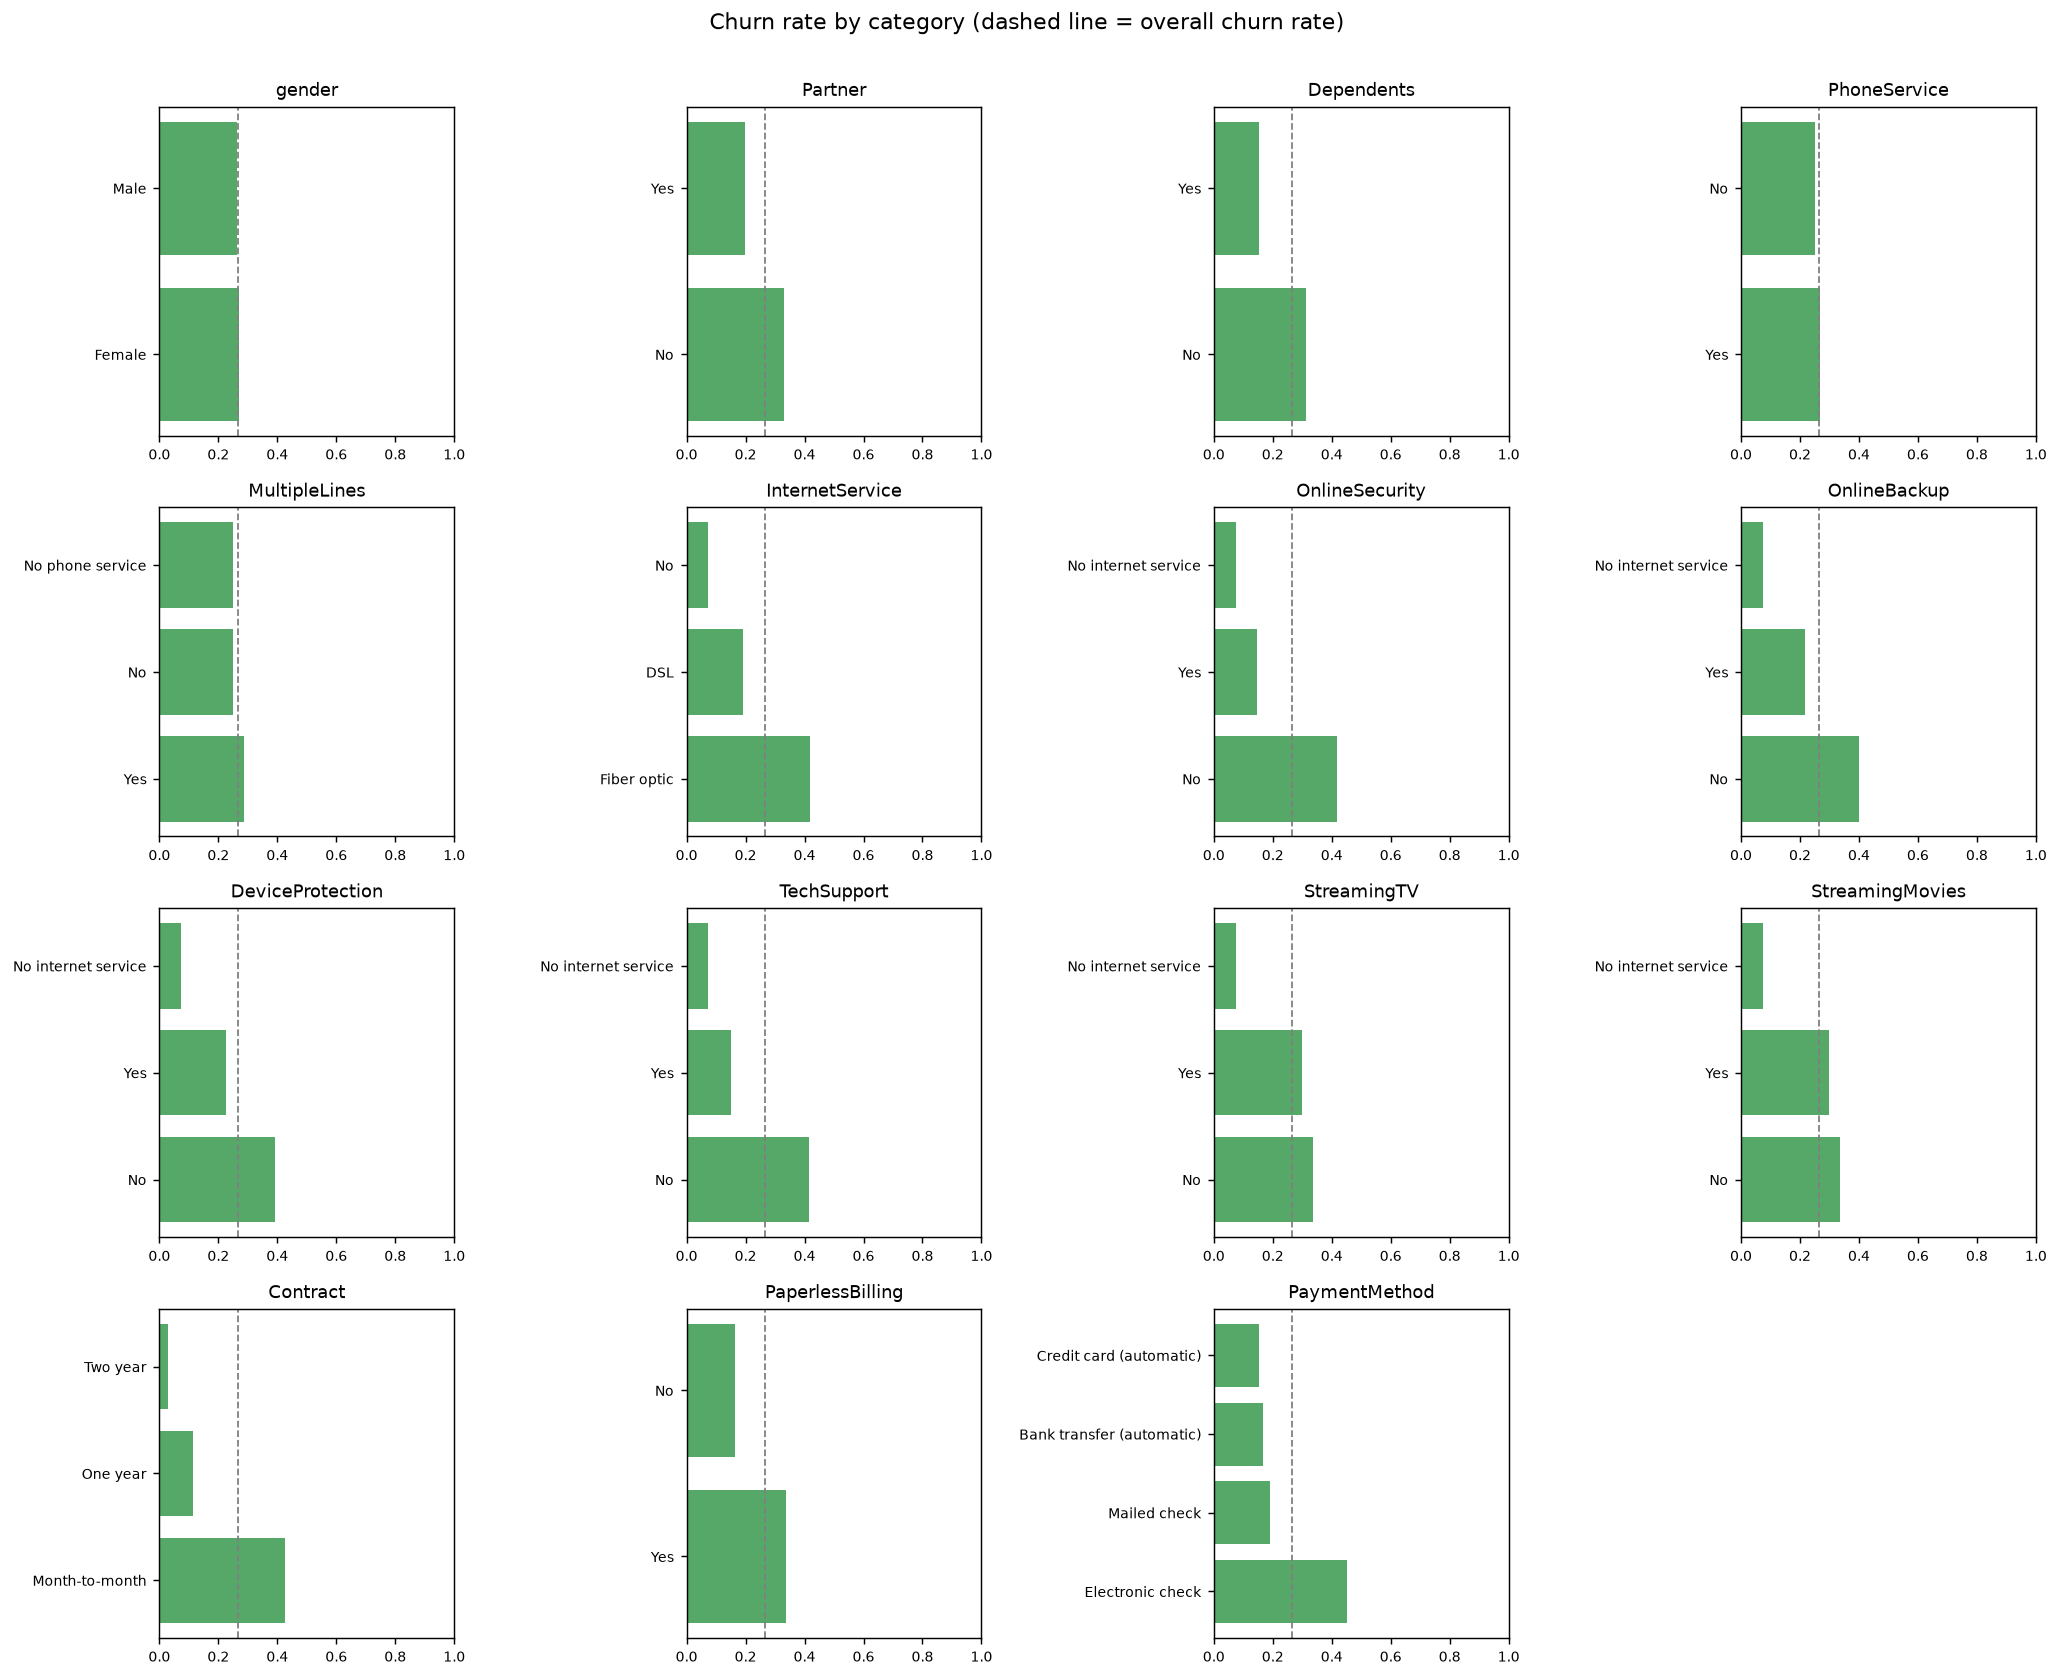 Churn rate by category (dashed line = overall churn rate)
gender
Male
Female
0.0 0.2 0.4 0.6 0.8 1.0
Partner
Yes
No
0.0 0.2 0.4 0.6 0.8 1.0
Dependents
Yes
No
0.0 0.2 0.4 0.6 0.8 1.0
PhoneService
No
Yes
0.0 0.2 0.4 0.6 0.8 1.0
MultipleLines
No phone service
No
Yes
0.0 0.2 0.4 0.6 0.8 1.0
InternetService
No
DSL
Fiber optic
0.0 0.2 0.4 0.6 0.8 1.0
OnlineSecurity
No internet service
Yes
No
0.0 0.2 0.4 0.6 0.8 1.0
OnlineBackup
No internet service
Yes
No
0.0 0.2 0.4 0.6 0.8 1.0
DeviceProtection
No internet service
Yes
No
0.0 0.2 0.4 0.6 0.8 1.0
TechSupport
No internet service
Yes
No
0.0 0.2 0.4 0.6 0.8 1.0
StreamingTV
No internet service
Yes
No
0.0 0.2 0.4 0.6 0.8 1.0
StreamingMovies
No internet service
Yes
No
0.0 0.2 0.4 0.6 0.8 1.0
Contract
Two year
One year
Month-to-month
0.0 0.2 0.4 0.6 0.8 1.0
PaperlessBilling
No
Yes
0.0 0.2 0.4 0.6 0.8 1.0
PaymentMethod
Credit card (automatic)
Bank transfer (automatic)
Mailed check
Electronic check
0.0 0.2 0.4 0.6 0.8 1.0